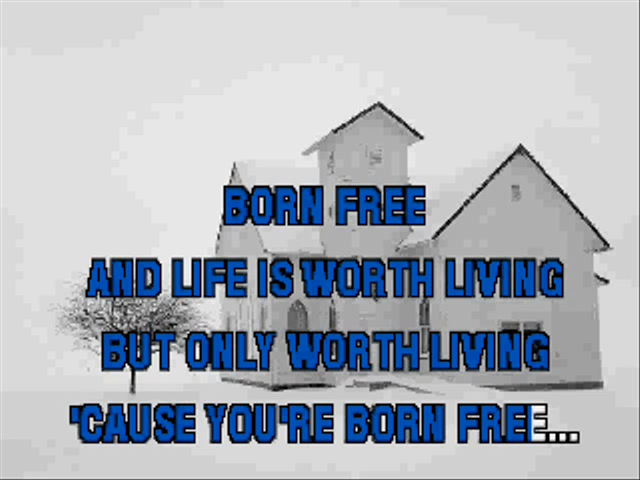 BORN FREE
AND LIFE IS WORTH LIVING
BUT ONLY WORTH LIVING
'CAUSE YOU'RE BORN FREE...